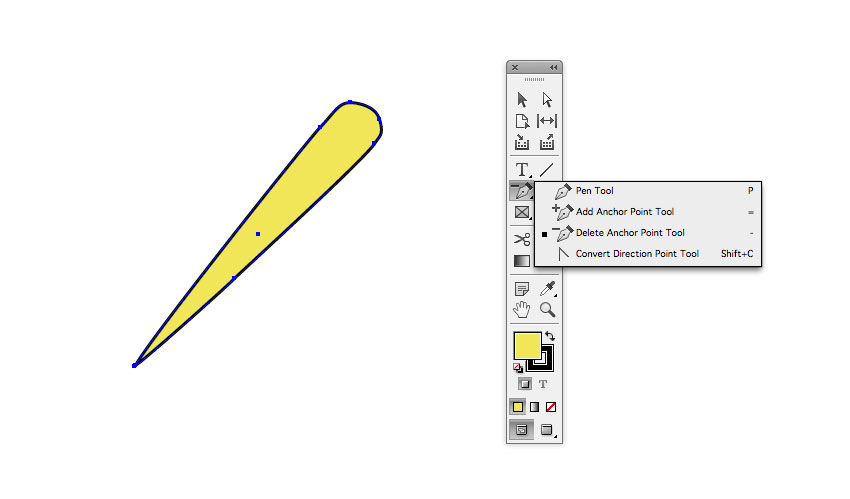 Pen Tool P
Add Anchor Point Tool =
Delete Anchor Point Tool -
Convert Direction Point Tool Shift+C